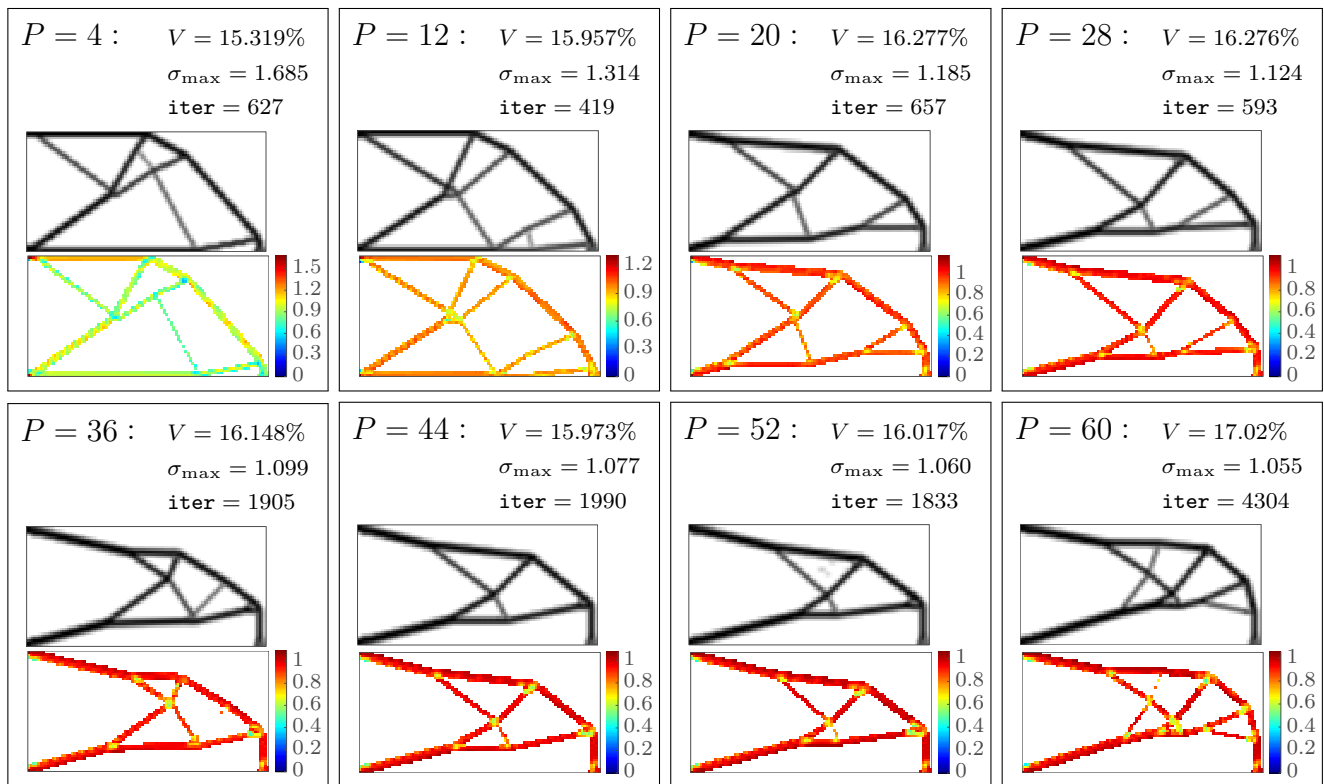 P = 4 : V = 15.319%
σmax = 1.685
iter = 627
1.5
1.2
0.9
0.6
0.3
0
P = 12 : V = 15.957%
σmax = 1.314
iter = 419
1.2
0.9
0.6
0.3
0
P = 20 : V = 16.277%
σmax = 1.185
iter = 657
1
0.8
0.6
0.4
0.2
0
P = 28 : V = 16.276%
σmax = 1.124
iter = 593
1
0.8
0.6
0.4
0.2
0
P = 36 : V = 16.148%
σmax = 1.099
iter = 1905
1
0.8
0.6
0.4
0.2
0
P = 44 : V = 15.973%
σmax = 1.077
iter = 1990
1
0.8
0.6
0.4
0.2
0
P = 52 : V = 16.017%
σmax = 1.060
iter = 1833
1
0.8
0.6
0.4
0.2
0
P = 60 : V = 17.02%
σmax = 1.055
iter = 4304
1
0.8
0.6
0.4
0.2
0